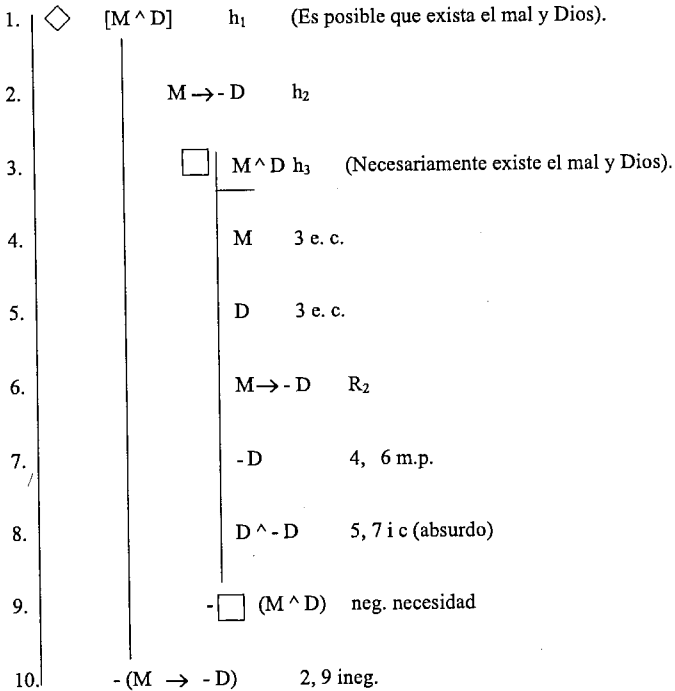 1. ◇ [M ^ D] h₁ (Es posible que exista el mal y Dios).
2. M → - D h₂
3. □ M ^ D h₃ (Necesariamente existe el mal y Dios).
4. M 3 e. c.
5. D 3 e. c.
6. M → - D R₂
7. - D 4, 6 m.p.
8. D ^ - D 5, 7 i c (absurdo)
9. - □ (M ^ D) neg. necesidad
10. - (M → - D) 2, 9 ineg.